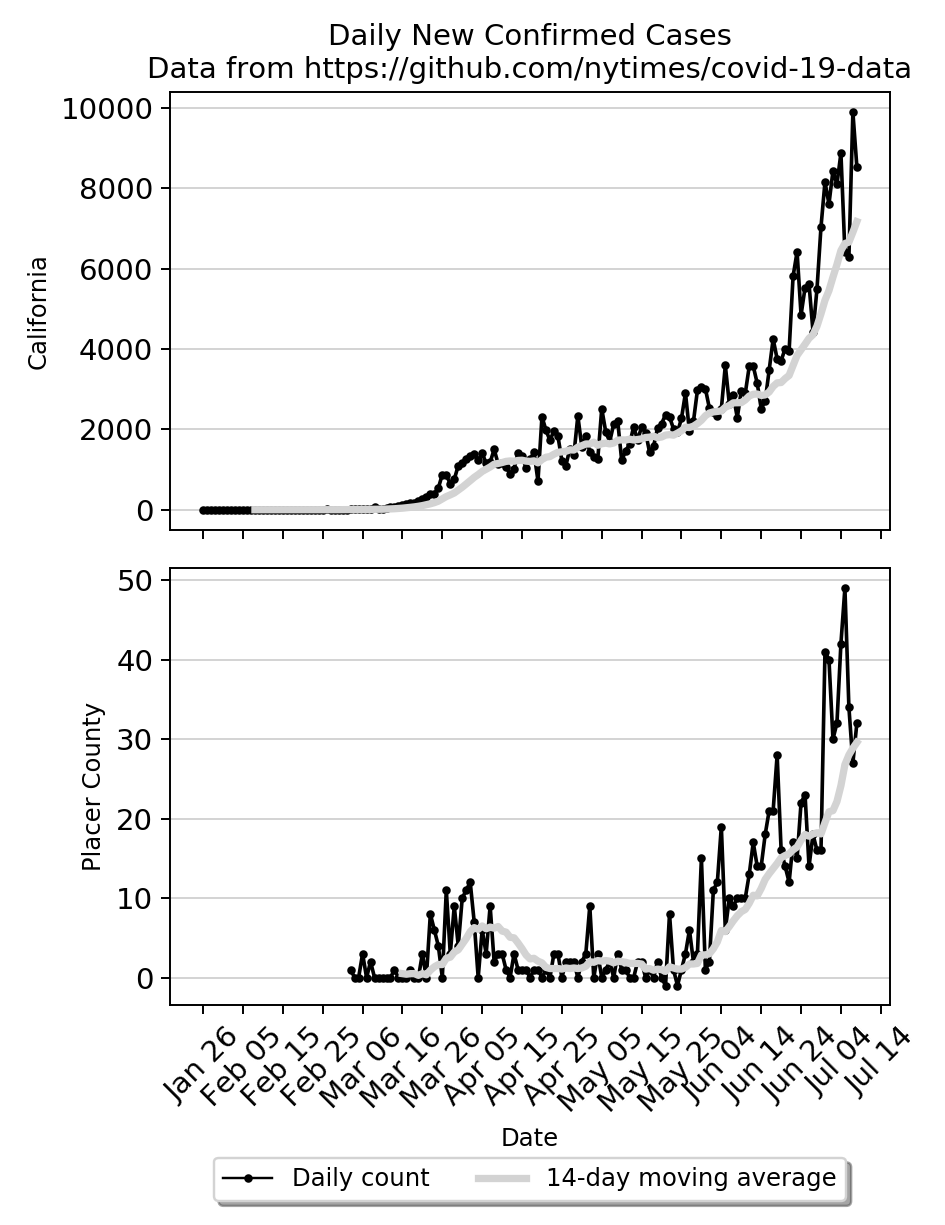 Daily New Confirmed Cases
Data from https://github.com/nytimes/covid-19-data
10000
8000
6000
4000
2000
0
California
50
40
30
20
10
0
Placer County
Jan 26
Feb 05
Feb 15
Feb 25
Mar 06
Mar 16
Mar 26
Apr 05
Apr 15
Apr 25
May 05
May 15
May 25
Jun 04
Jun 14
Jun 24
Jul 04
Jul 14
Date
Daily count
14-day moving average